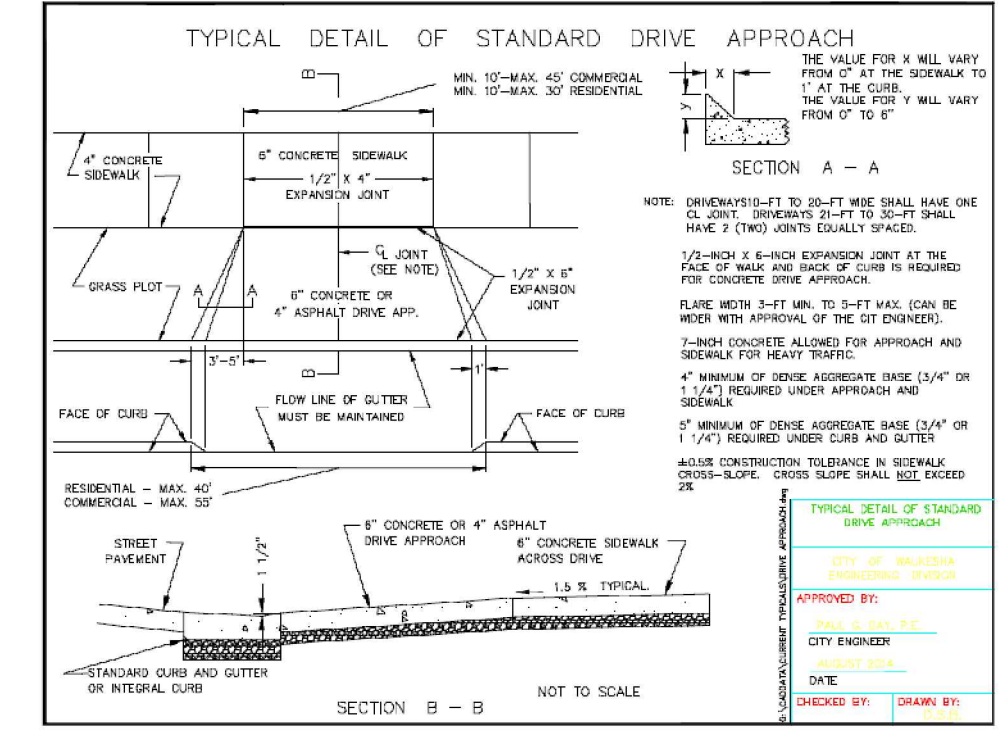 TYPICAL DETAIL OF STANDARD DRIVE APPROACH
B
MIN. 10'-MAX. 45' COMMERCIAL
MIN. 10'-MAX. 30' RESIDENTIAL
X
Y
THE VALUE FOR X WILL VARY
FROM 0" AT THE SIDEWALK TO
1' AT THE CURB.
THE VALUE FOR Y WILL VARY
FROM 0" TO 6"
SECTION A - A
4" CONCRETE
SIDEWALK
6" CONCRETE SIDEWALK
1/2" X 4"
EXPANSION JOINT
CL JOINT
(SEE NOTE)
1/2" X 6"
EXPANSION
JOINT
GRASS PLOT
A A
6" CONCRETE OR
4" ASPHALT DRIVE APP.
3'-5'
B
1'
FLOW LINE OF GUTTER
MUST BE MAINTAINED
FACE OF CURB
FACE OF CURB
RESIDENTIAL - MAX. 40'
COMMERCIAL - MAX. 55'
NOTE: DRIVEWAYS10-FT TO 20-FT WIDE SHALL HAVE ONE
CL JOINT. DRIVEWAYS 21-FT TO 30-FT SHALL
HAVE 2 (TWO) JOINTS EQUALLY SPACED.
1/2-INCH X 6-INCH EXPANSION JOINT AT THE
FACE OF WALK AND BACK OF CURB IS REQUIRED
FOR CONCRETE DRIVE APPROACH.
FLARE WIDTH 3-FT MIN. TO 5-FT MAX. (CAN BE
WIDER WITH APPROVAL OF THE CIT ENGINEER).
7-INCH CONCRETE ALLOWED FOR APPROACH AND
SIDEWALK FOR HEAVY TRAFFIC.
4" MINIMUM OF DENSE AGGREGATE BASE (3/4" OR
1 1/4") REQUIRED UNDER APPROACH AND
SIDEWALK
5" MINIMUM OF DENSE AGGREGATE BASE (3/4" OR
1 1/4") REQUIRED UNDER CURB AND GUTTER
±0.5% CONSTRUCTION TOLERANCE IN SIDEWALK
CROSS-SLOPE. CROSS SLOPE SHALL NOT EXCEED
2%
STREET
PAVEMENT
1 1/2"
6" CONCRETE OR 4" ASPHALT
DRIVE APPROACH
6" CONCRETE SIDEWALK
ACROSS DRIVE
1.5 % TYPICAL.
STANDARD CURB AND GUTTER
OR INTEGRAL CURB
SECTION B - B
NOT TO SCALE
G:\CADDATA\CURRENT TYPICALS\DRIVE APPROACH.dwg
TYPICAL DETAIL OF STANDARD
DRIVE APPROACH
CITY OF WAUKESHA
ENGINEERING DIVISION
APPROVED BY:
PAUL G. DAY, P.E.
CITY ENGINEER
AUGUST 2014
DATE
CHECKED BY:
DRAWN BY: